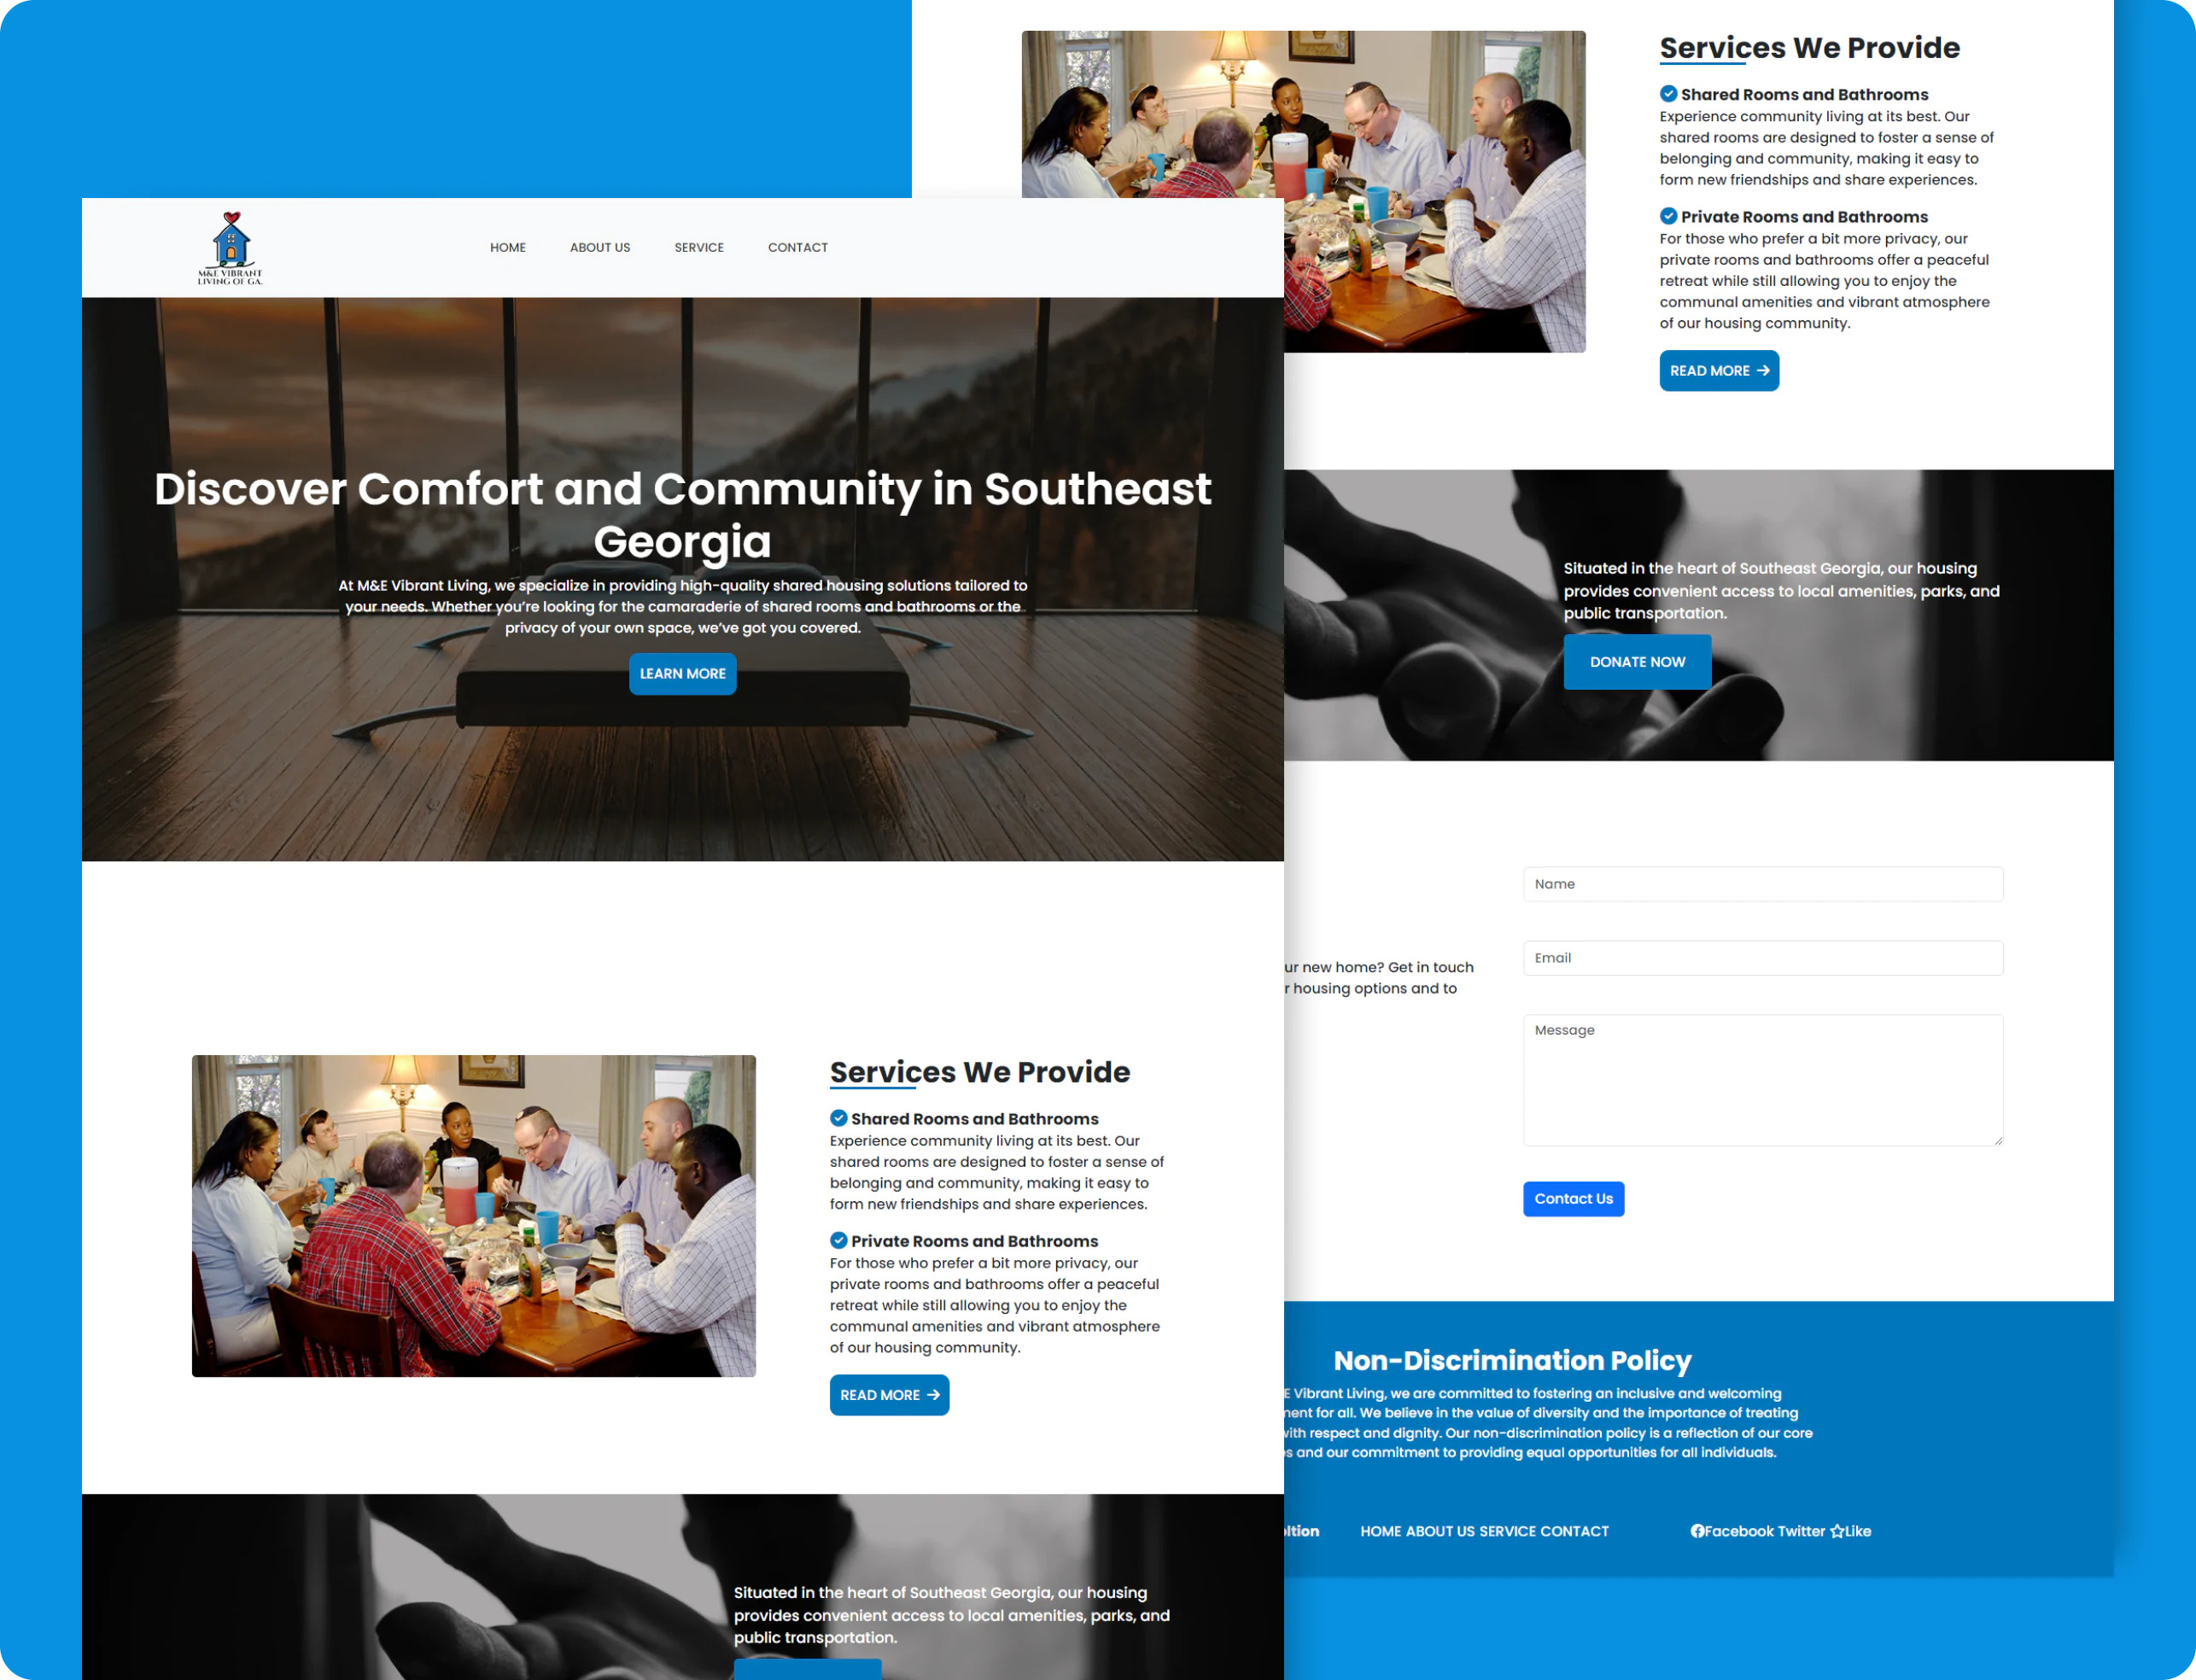 M&E VIBRANT
LIVING OF GA.
HOME ABOUT US SERVICE CONTACT
Discover Comfort and Community in Southeast
Georgia
At M&E Vibrant Living, we specialize in providing high-quality shared housing solutions tailored to
your needs. Whether you're looking for the camaraderie of shared rooms and bathrooms or the
privacy of your own space, we've got you covered.
LEARN MORE
Services We Provide
Shared Rooms and Bathrooms
Experience community living at its best. Our
shared rooms are designed to foster a sense of
belonging and community, making it easy to
form new friendships and share experiences.
Private Rooms and Bathrooms
For those who prefer a bit more privacy, our
private rooms and bathrooms offer a peaceful
retreat while still allowing you to enjoy the
communal amenities and vibrant atmosphere
of our housing community.
READ MORE
Situated in the heart of Southeast Georgia, our housing
provides convenient access to local amenities, parks, and
public transportation.
Services We Provide
Shared Rooms and Bathrooms
Experience community living at its best. Our
shared rooms are designed to foster a sense of
belonging and community, making it easy to
form new friendships and share experiences.
Private Rooms and Bathrooms
For those who prefer a bit more privacy, our
private rooms and bathrooms offer a peaceful
retreat while still allowing you to enjoy the
communal amenities and vibrant atmosphere
of our housing community.
READ MORE
Situated in the heart of Southeast Georgia, our housing
provides convenient access to local amenities, parks, and
public transportation.
DONATE NOW
new home? Get in touch
housing options and to
Name
Email
Message
Contact Us
Non-Discrimination Policy
Vibrant Living, we are committed to fostering an inclusive and welcoming
for all. We believe in the value of diversity and the importance of treating
with respect and dignity. Our non-discrimination policy is a reflection of our core
and our commitment to providing equal opportunities for all individuals.
HOME ABOUT US SERVICE CONTACT
Facebook Twitter Like